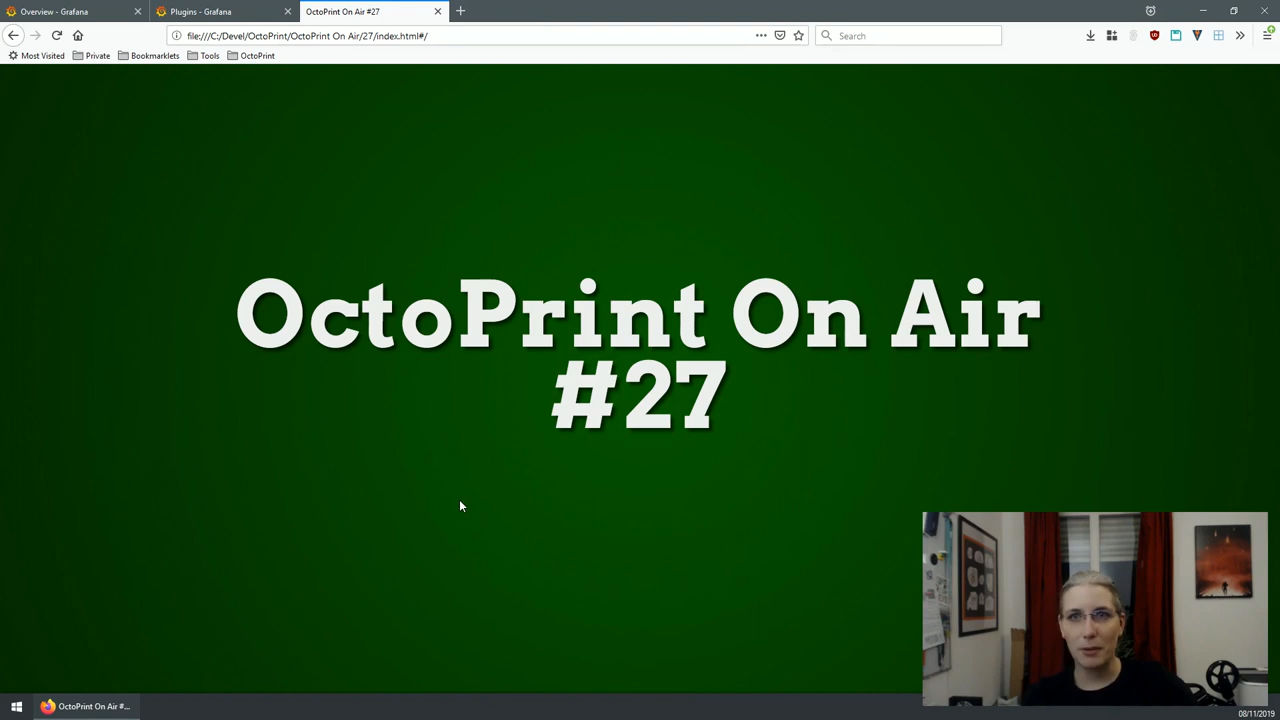 Overview - Grafana
Plugins - Grafana
OctoPrint On Air #27
file:///C:/Devel/OctoPrint/OctoPrint On Air/27/index.html#/
Search
Most Visited
Private
Bookmarklets
Tools
OctoPrint
OctoPrint On Air
#27
OctoPrint On Air #...
08/11/2019